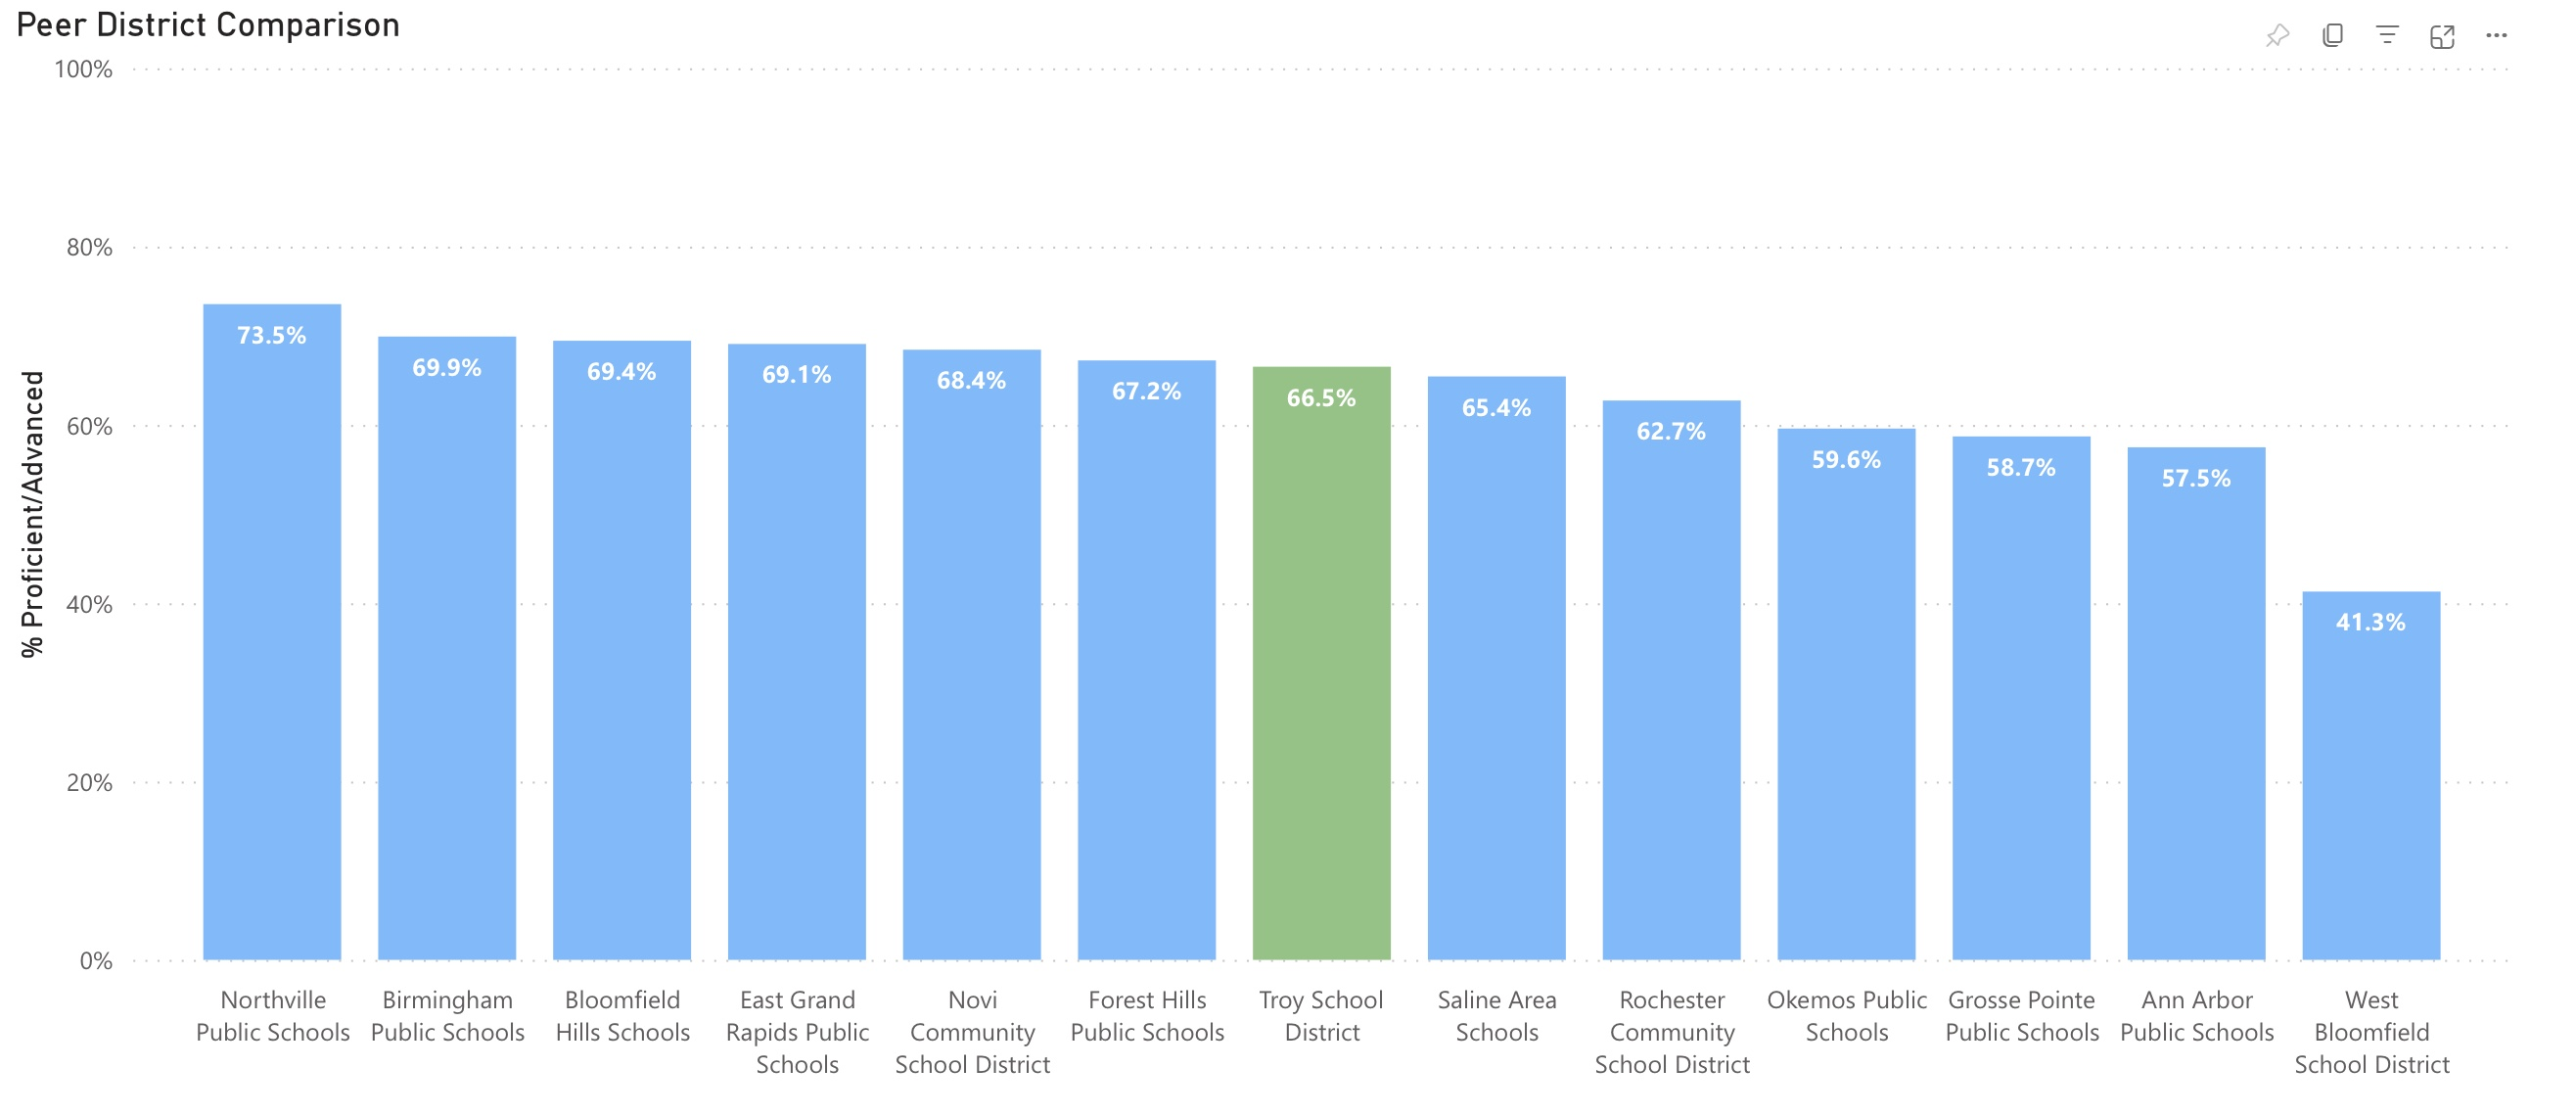 Peer District Comparison
100%
80%
60%
40%
20%
0%
% Proficient/Advanced
73.5%
69.9%
69.4%
69.1%
68.4%
67.2%
66.5%
65.4%
62.7%
59.6%
58.7%
57.5%
41.3%
Northville
Public Schools
Birmingham
Public Schools
Bloomfield
Hills Schools
East Grand
Rapids Public
Schools
Novi
Community
School District
Forest Hills
Public Schools
Troy School
District
Saline Area
Schools
Rochester
Community
School District
Okemos Public
Schools
Grosse Pointe
Public Schools
Ann Arbor
Public Schools
West
Bloomfield
School District